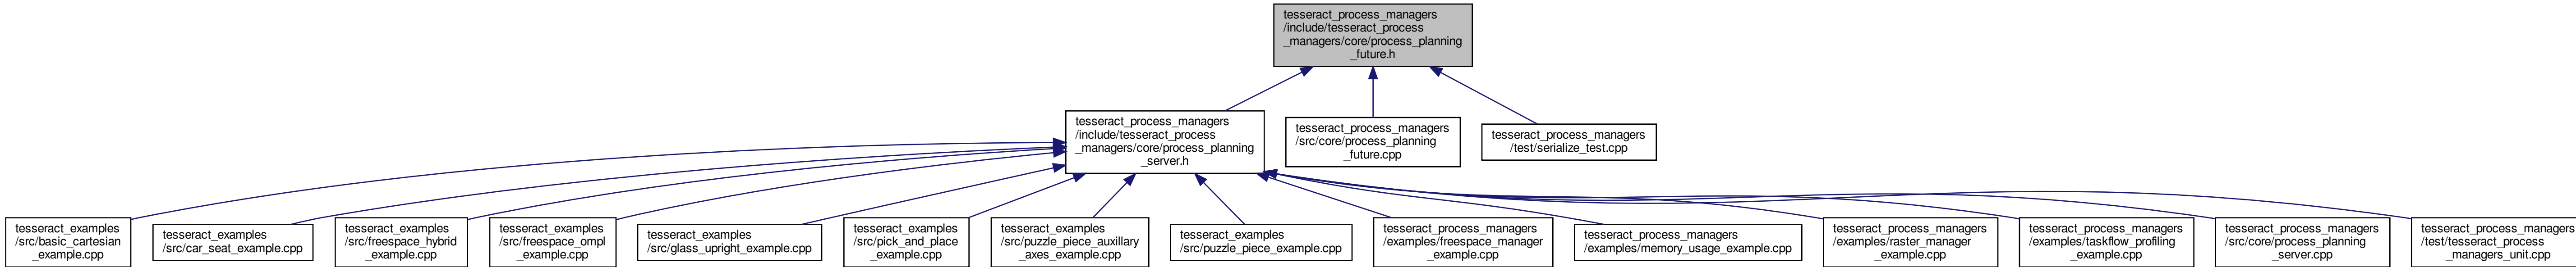 tesseract_process_managers
/include/tesseract_process
_managers/core/process_planning
_future.h
tesseract_process_managers
/include/tesseract_process
_managers/core/process_planning
_server.h
tesseract_process_managers
/src/core/process_planning
_future.cpp
tesseract_process_managers
/test/serialize_test.cpp
tesseract_examples
/src/basic_cartesian
_example.cpp
tesseract_examples
/src/car_seat_example.cpp
tesseract_examples
/src/freespace_hybrid
_example.cpp
tesseract_examples
/src/freespace_ompl
_example.cpp
tesseract_examples
/src/glass_upright_example.cpp
tesseract_examples
/src/pick_and_place
_example.cpp
tesseract_examples
/src/puzzle_piece_auxillary
_axes_example.cpp
tesseract_examples
/src/puzzle_piece_example.cpp
tesseract_process_managers
/examples/freespace_manager
_example.cpp
tesseract_process_managers
/examples/memory_usage_example.cpp
tesseract_process_managers
/examples/raster_manager
_example.cpp
tesseract_process_managers
/examples/taskflow_profiling
_example.cpp
tesseract_process_managers
/src/core/process_planning
_server.cpp
tesseract_process_managers
/test/tesseract_process
_managers_unit.cpp